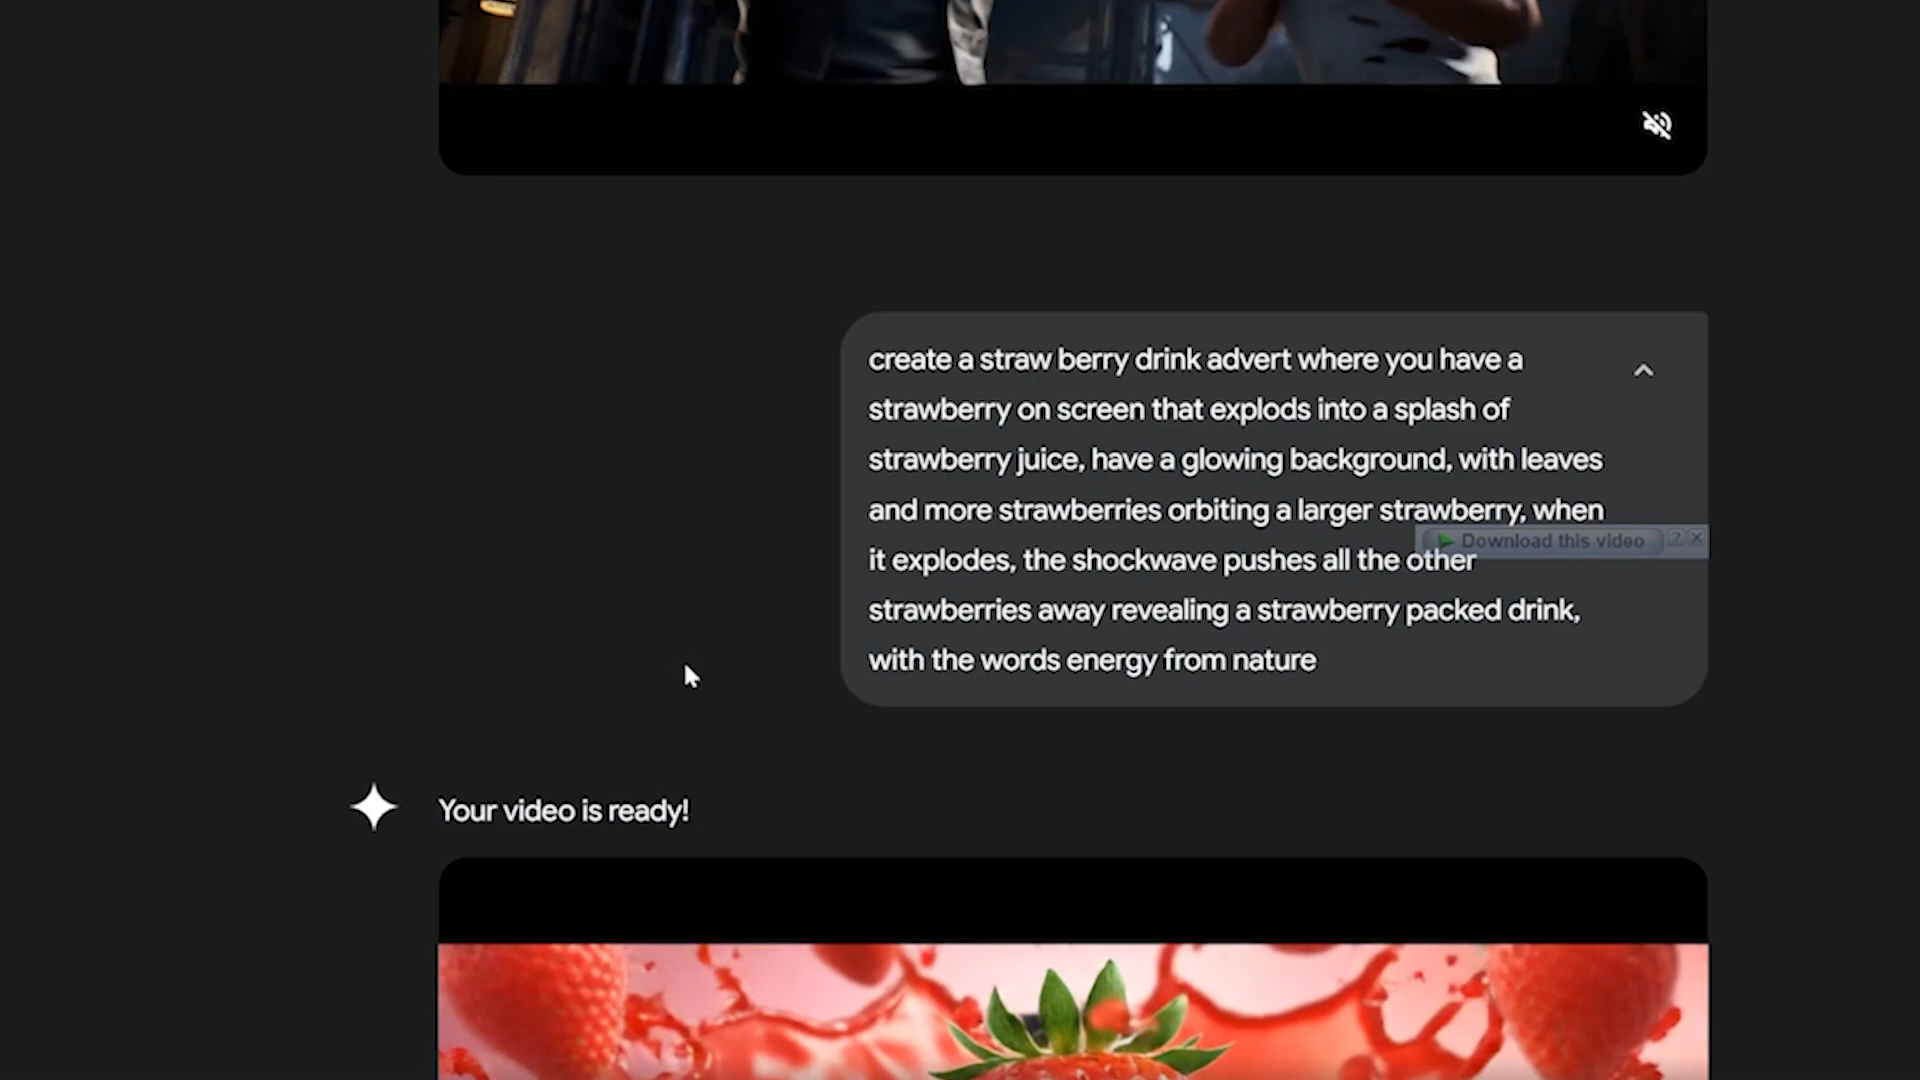 create a straw berry drink advert where you have a
strawberry on screen that explods into a splash of
strawberry juice, have a glowing background, with leaves
and more strawberries orbiting a larger strawberry, when
Download this video ?
it explodes, the shockwave pushes all the other
strawberries away revealing a strawberry packed drink,
with the words energy from nature
Your video is ready!